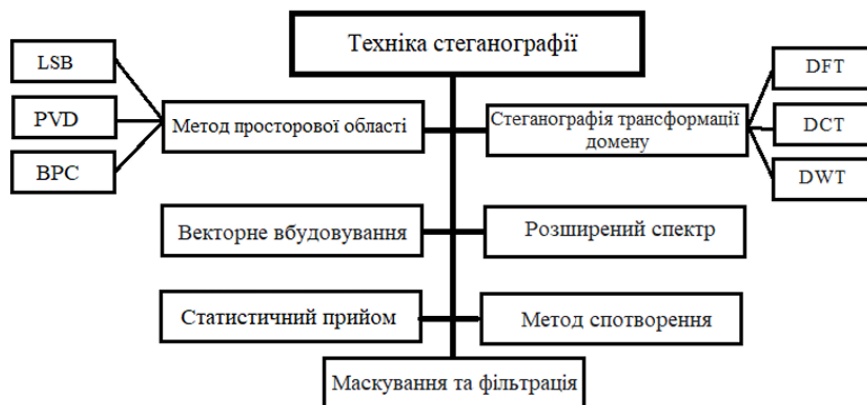 Техніка стеганографії
LSB
PVD
BPC
Метод просторової області
Стеганографія трансформації
домену
DFT
DCT
DWT
Векторне вбудовування
Розширений спектр
Статистичний прийом
Метод спотворення
Маскування та фільтрація